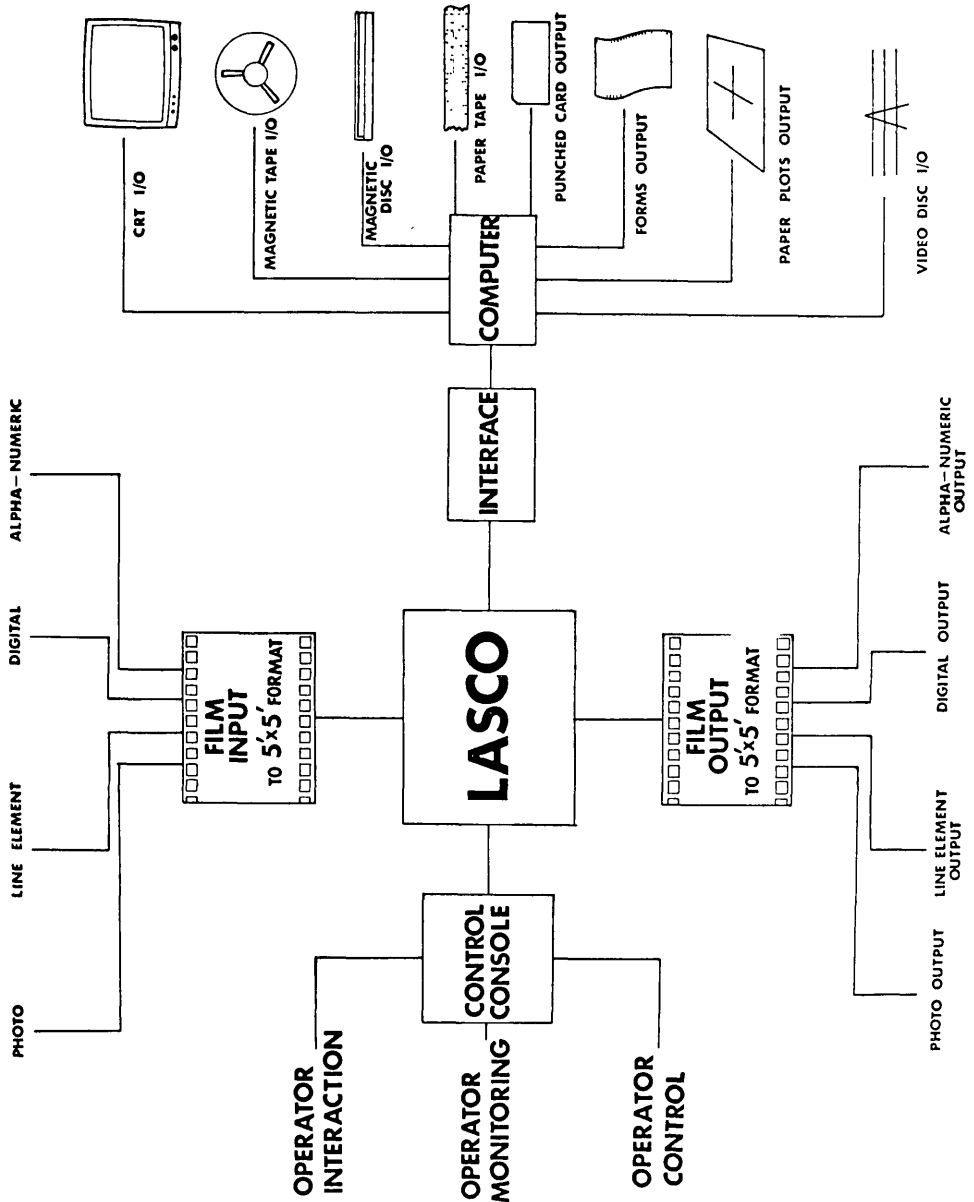 PHOTO
LINE ELEMENT
DIGITAL
ALPHA-NUMERIC
FILM
INPUT
TO 5'×5' FORMAT
OPERATOR
INTERACTION
OPERATOR
MONITORING
OPERATOR
CONTROL
CONTROL
CONSOLE
LASCO
INTERFACE
COMPUTER
CRT I/O
MAGNETIC TAPE I/O
MAGNETIC
DISC I/O
PAPER TAPE I/O
PUNCHED CARD OUTPUT
FORMS OUTPUT
PAPER PLOTS OUTPUT
VIDEO DISC I/O
FILM
OUTPUT
TO 5'×5' FORMAT
PHOTO OUTPUT
LINE ELEMENT
OUTPUT
DIGITAL OUTPUT
ALPHA-NUMERIC
OUTPUT